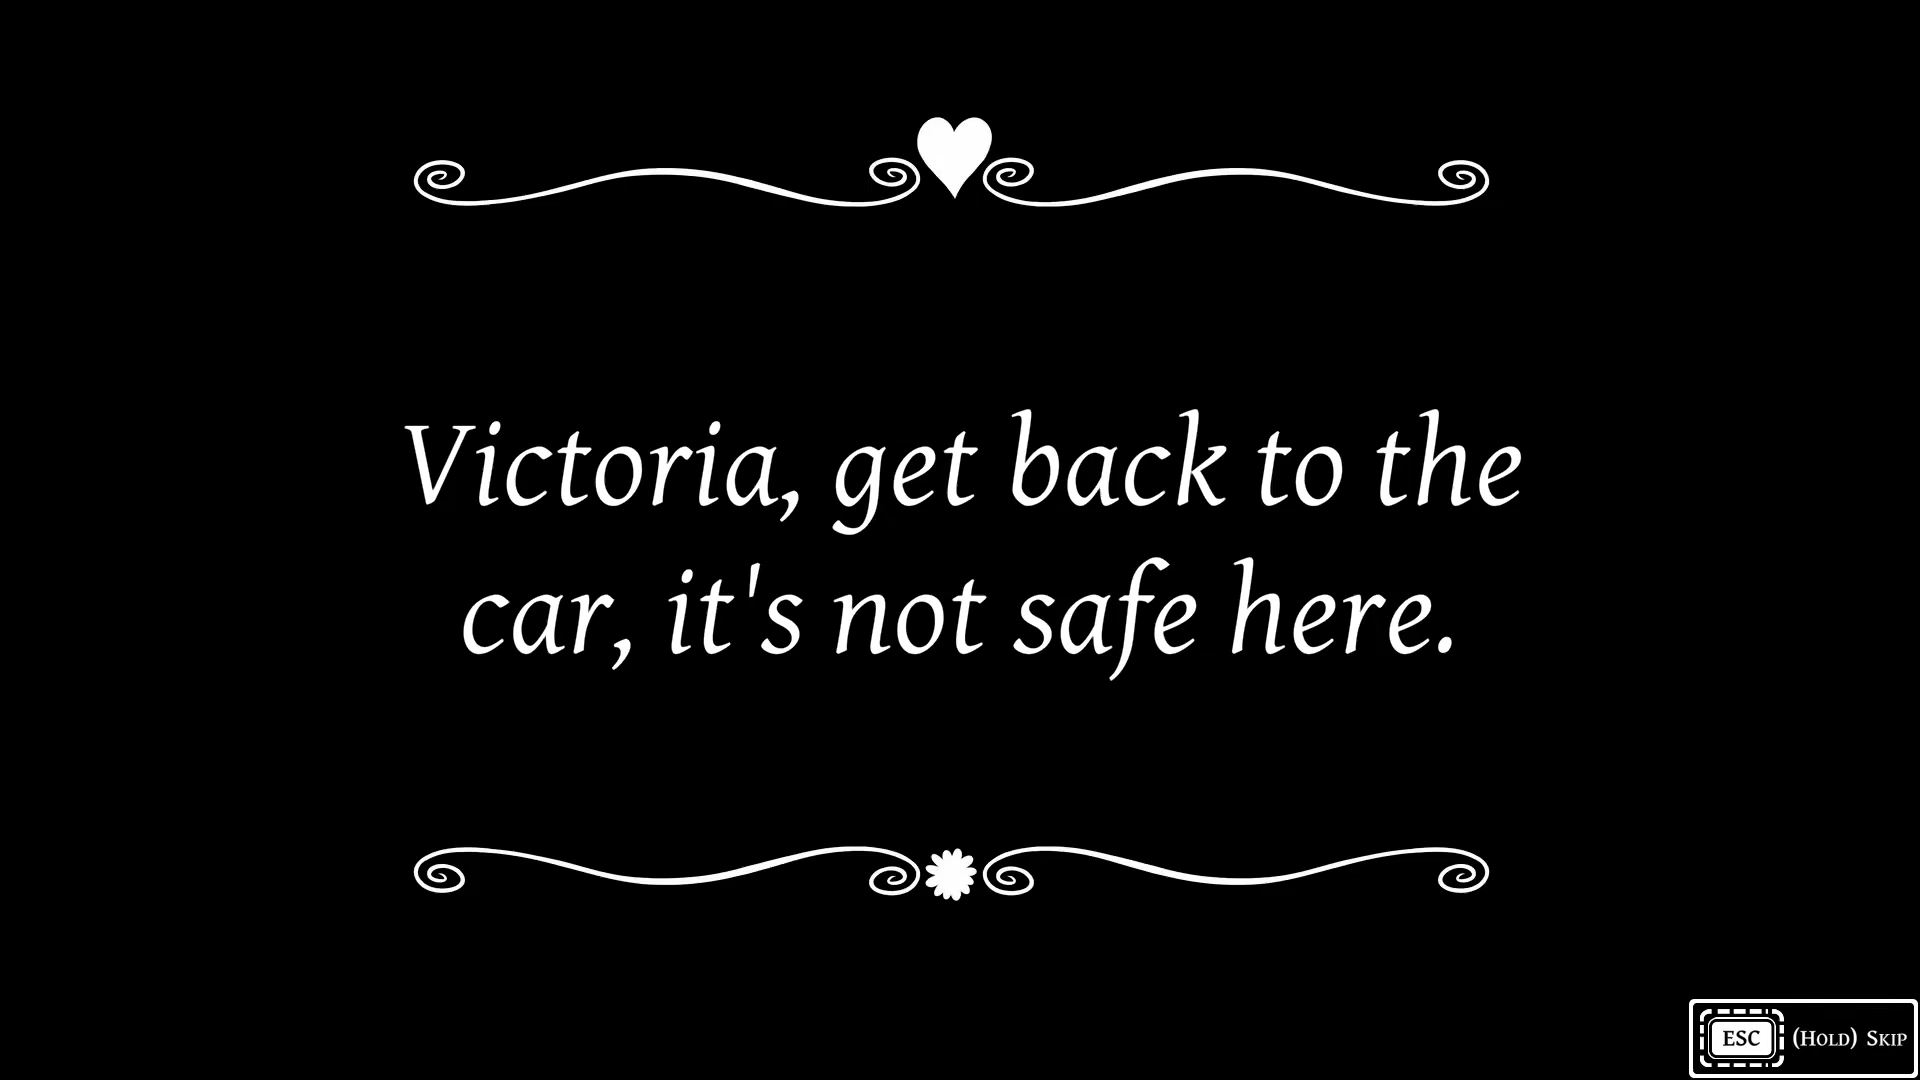 Victoria, get back to the
car, it's not safe here.
ESC (Hold) Skip